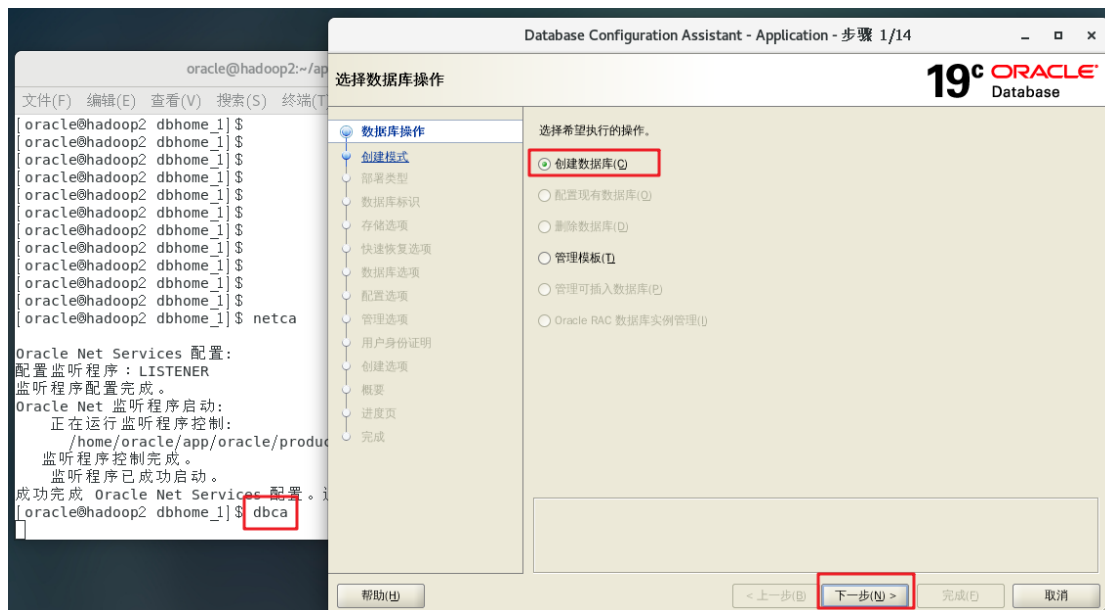 Database Configuration Assistant - Application - 步骤 1/14
oracle@hadoop2:~/ap
选择数据库操作
19c ORACLE
Database
文件(F) 编辑(E) 查看(V) 搜索(S) 终端(T
[oracle@hadoop2 dbhome_1]$
[oracle@hadoop2 dbhome_1]$
[oracle@hadoop2 dbhome_1]$
[oracle@hadoop2 dbhome_1]$
[oracle@hadoop2 dbhome_1]$
[oracle@hadoop2 dbhome_1]$
[oracle@hadoop2 dbhome_1]$
[oracle@hadoop2 dbhome_1]$
[oracle@hadoop2 dbhome_1]$
[oracle@hadoop2 dbhome_1]$
[oracle@hadoop2 dbhome_1]$
[oracle@hadoop2 dbhome_1]$ netca
Oracle Net Services 配置:
配置监听程序：LISTENER
监听程序配置完成。
Oracle Net 监听程序启动:
正在运行监听程序控制:
/home/oracle/app/oracle/produc
监听程序控制完成。
监听程序已成功启动。
成功完成 Oracle Net Services 配置。
[oracle@hadoop2 dbhome_1]$ dbca
数据库操作
创建模式
部署类型
数据库标识
存储选项
快速恢复选项
数据库选项
配置选项
管理选项
用户身份证明
创建选项
概要
进度页
完成
选择希望执行的操作。
创建数据库(C)
配置现有数据库(O)
删除数据库(D)
管理模板(T)
管理可插入数据库(P)
Oracle RAC 数据库实例管理(I)
帮助(H)
< 上一步(B)
下一步(N) >
完成(F)
取消